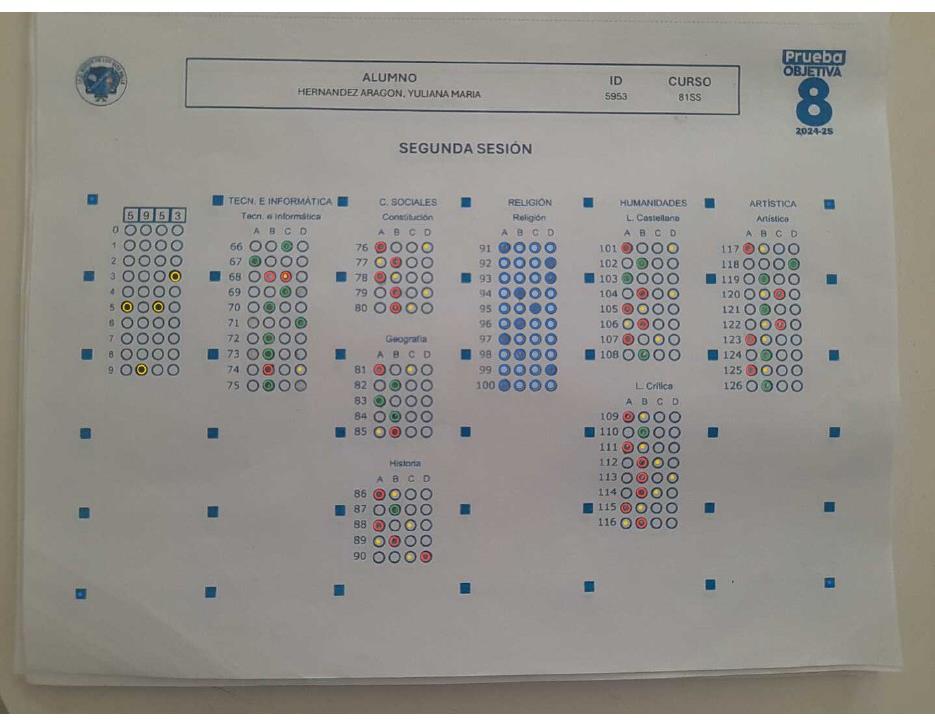 Prueba
OBJETIVA
8
2024-25
ALUMNO ID CURSO
HERNANDEZ ARAGON, YULIANA MARIA 5953 81SS
SEGUNDA SESIÓN
5 9 5 3
0
1
2
3
4
5
6
7
8
9
TECN. E INFORMÁTICA
Tecn. e Informática
A B C D
66
67
68
69
70
71
72
73
74
75
C. SOCIALES
Constitución
A B C D
76
77
78
79
80
Geografia
A B C D
81
82
83
84
85
Historia
A B C D
86
87
88
89
90
RELIGIÓN
Religión
A B C D
91
92
93
94
95
96
97
98
99
100
HUMANIDADES
L. Castellana
A B C D
101
102
103
104
105
106
107
108
L. Crítica
A B C D
109
110
111
112
113
114
115
116
ARTÍSTICA
Artística
A B C D
117
118
119
120
121
122
123
124
125
126